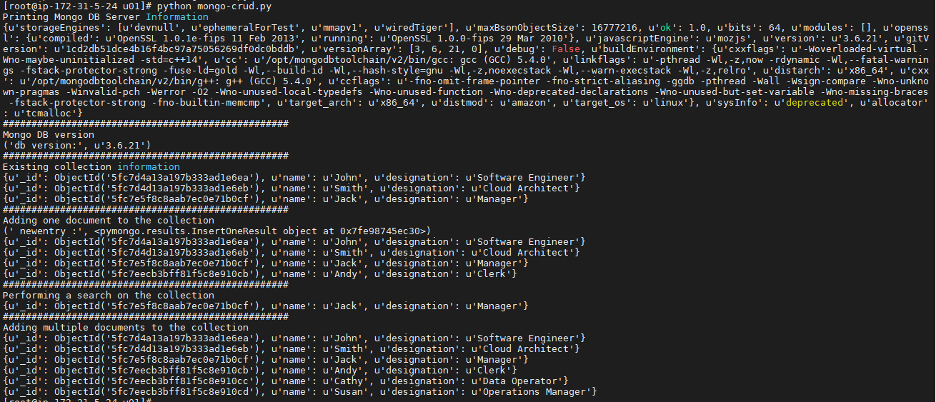 [root@ip-172-31-5-24 u01]# python mongo-crud.py
Printing Mongo DB Server Information
{u'storageEngines': [u'devnull', u'ephemeralForTest', u'mmapv1', u'wiredTiger'], u'maxBsonObjectSize': 16777216, u'ok': 1.0, u'bits': 64, u'modules': [], u'openss
l': {u'compiled': u'OpenSSL 1.0.1e-fips 11 Feb 2013', u'running': u'OpenSSL 1.0.0-fips 29 Mar 2010'}, u'javascriptEngine': u'mozjs', u'version': u'3.6.21', u'gitV
ersion': u'1cd2db51dce4b16f4bc97a75056269df0dc0bddb', u'versionArray': [3, 6, 21, 0], u'debug': False, u'buildEnvironment': {u'cxxflags': u'-Woverloaded-virtual -
Wno-maybe-uninitialized -std=c++14', u'cc': u'/opt/mongodbtoolchain/v2/bin/gcc: gcc (GCC) 5.4.0', u'linkflags': u'-pthread -Wl,-z,now -rdynamic -Wl,--fatal-warnin
gs -fstack-protector-strong -fuse-ld=gold -Wl,--build-id -Wl,--hash-style=gnu -Wl,-z,noexecstack -Wl,--warn-execstack -Wl,-z,relro', u'distarch': u'x86_64', u'cxx
': u'/opt/mongodbtoolchain/v2/bin/g++: g++ (GCC) 5.4.0', u'ccflags': u'-fno-omit-frame-pointer -fno-strict-aliasing -ggdb -pthread -Wall -Wsign-compare -Wno-unkno
wn-pragmas -Winvalid-pch -Werror -O2 -Wno-unused-local-typedefs -Wno-unused-function -Wno-deprecated-declarations -Wno-unused-but-set-variable -Wno-missing-braces
-fstack-protector-strong -fno-builtin-memcmp', u'target_arch': u'x86_64', u'distmod': u'amazon', u'target_os': u'linux'}, u'sysInfo': u'deprecated', u'allocator'
: u'tcmalloc'}
##################################################
Mongo DB version
('db version:', u'3.6.21')
##################################################
Existing collection information
{u'_id': ObjectId('5fc7d4a13a197b333ad1e6ea'), u'name': u'John', u'designation': u'Software Engineer'}
{u'_id': ObjectId('5fc7d4d13a197b333ad1e6eb'), u'name': u'Smith', u'designation': u'Cloud Architect'}
{u'_id': ObjectId('5fc7e5f8c8aab7ec0e71b0cf'), u'name': u'Jack', u'designation': u'Manager'}
##################################################
Adding one document to the collection
(' newentry :', <pymongo.results.InsertOneResult object at 0x7fe98745ec30>)
{u'_id': ObjectId('5fc7d4a13a197b333ad1e6ea'), u'name': u'John', u'designation': u'Software Engineer'}
{u'_id': ObjectId('5fc7d4d13a197b333ad1e6eb'), u'name': u'Smith', u'designation': u'Cloud Architect'}
{u'_id': ObjectId('5fc7e5f8c8aab7ec0e71b0cf'), u'name': u'Jack', u'designation': u'Manager'}
{u'_id': ObjectId('5fc7eecb3bff81f5c8e910cb'), u'name': u'Andy', u'designation': u'Clerk'}
##################################################
Performing a search on the collection
{u'_id': ObjectId('5fc7e5f8c8aab7ec0e71b0cf'), u'name': u'Jack', u'designation': u'Manager'}
##################################################
Adding multiple documents to the collection
{u'_id': ObjectId('5fc7d4a13a197b333ad1e6ea'), u'name': u'John', u'designation': u'Software Engineer'}
{u'_id': ObjectId('5fc7d4d13a197b333ad1e6eb'), u'name': u'Smith', u'designation': u'Cloud Architect'}
{u'_id': ObjectId('5fc7e5f8c8aab7ec0e71b0cf'), u'name': u'Jack', u'designation': u'Manager'}
{u'_id': ObjectId('5fc7eecb3bff81f5c8e910cb'), u'name': u'Andy', u'designation': u'Clerk'}
{u'_id': ObjectId('5fc7eecb3bff81f5c8e910cc'), u'name': u'Cathy', u'designation': u'Data Operator'}
{u'_id': ObjectId('5fc7eecb3bff81f5c8e910cd'), u'name': u'Susan', u'designation': u'Operations Manager'}
[root@ip-172-31-5-24 u01]#